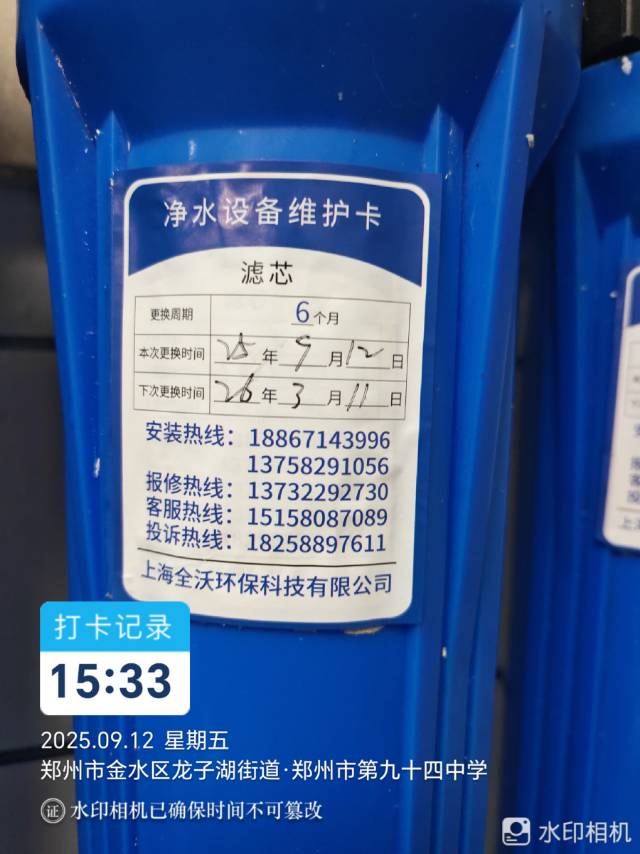 净水设备维护卡
滤芯
更换周期 6个月
本次更换时间 25年9月12日
下次更换时间 26年3月11日
安装热线：18867143996
13758291056
报修热线：13732292730
客服热线：15158087089
投诉热线：18258897611
上海全沃环保科技有限公司
打卡记录
15:33
2025.09.12 星期五
郑州市金水区龙子湖街道·郑州市第九十四中学
证 水印相机已确保时间不可篡改
水印相机